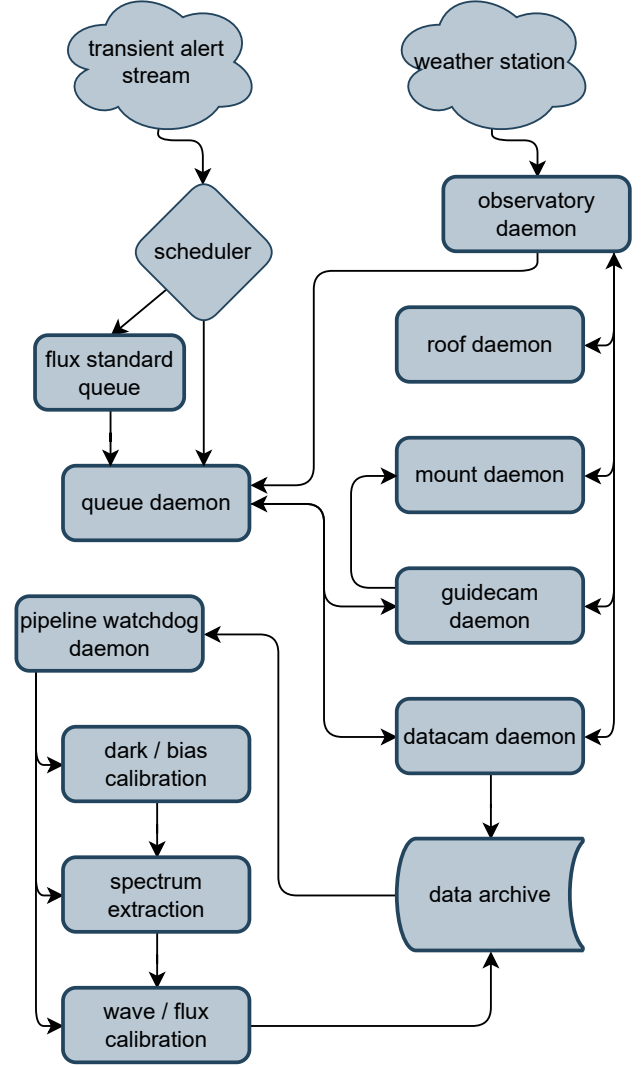 transient alert
stream
weather station
observatory
daemon
scheduler
roof daemon
flux standard
queue
mount daemon
queue daemon
guidecam
daemon
pipeline watchdog
daemon
datacam daemon
dark / bias
calibration
spectrum
extraction
data archive
wave / flux
calibration